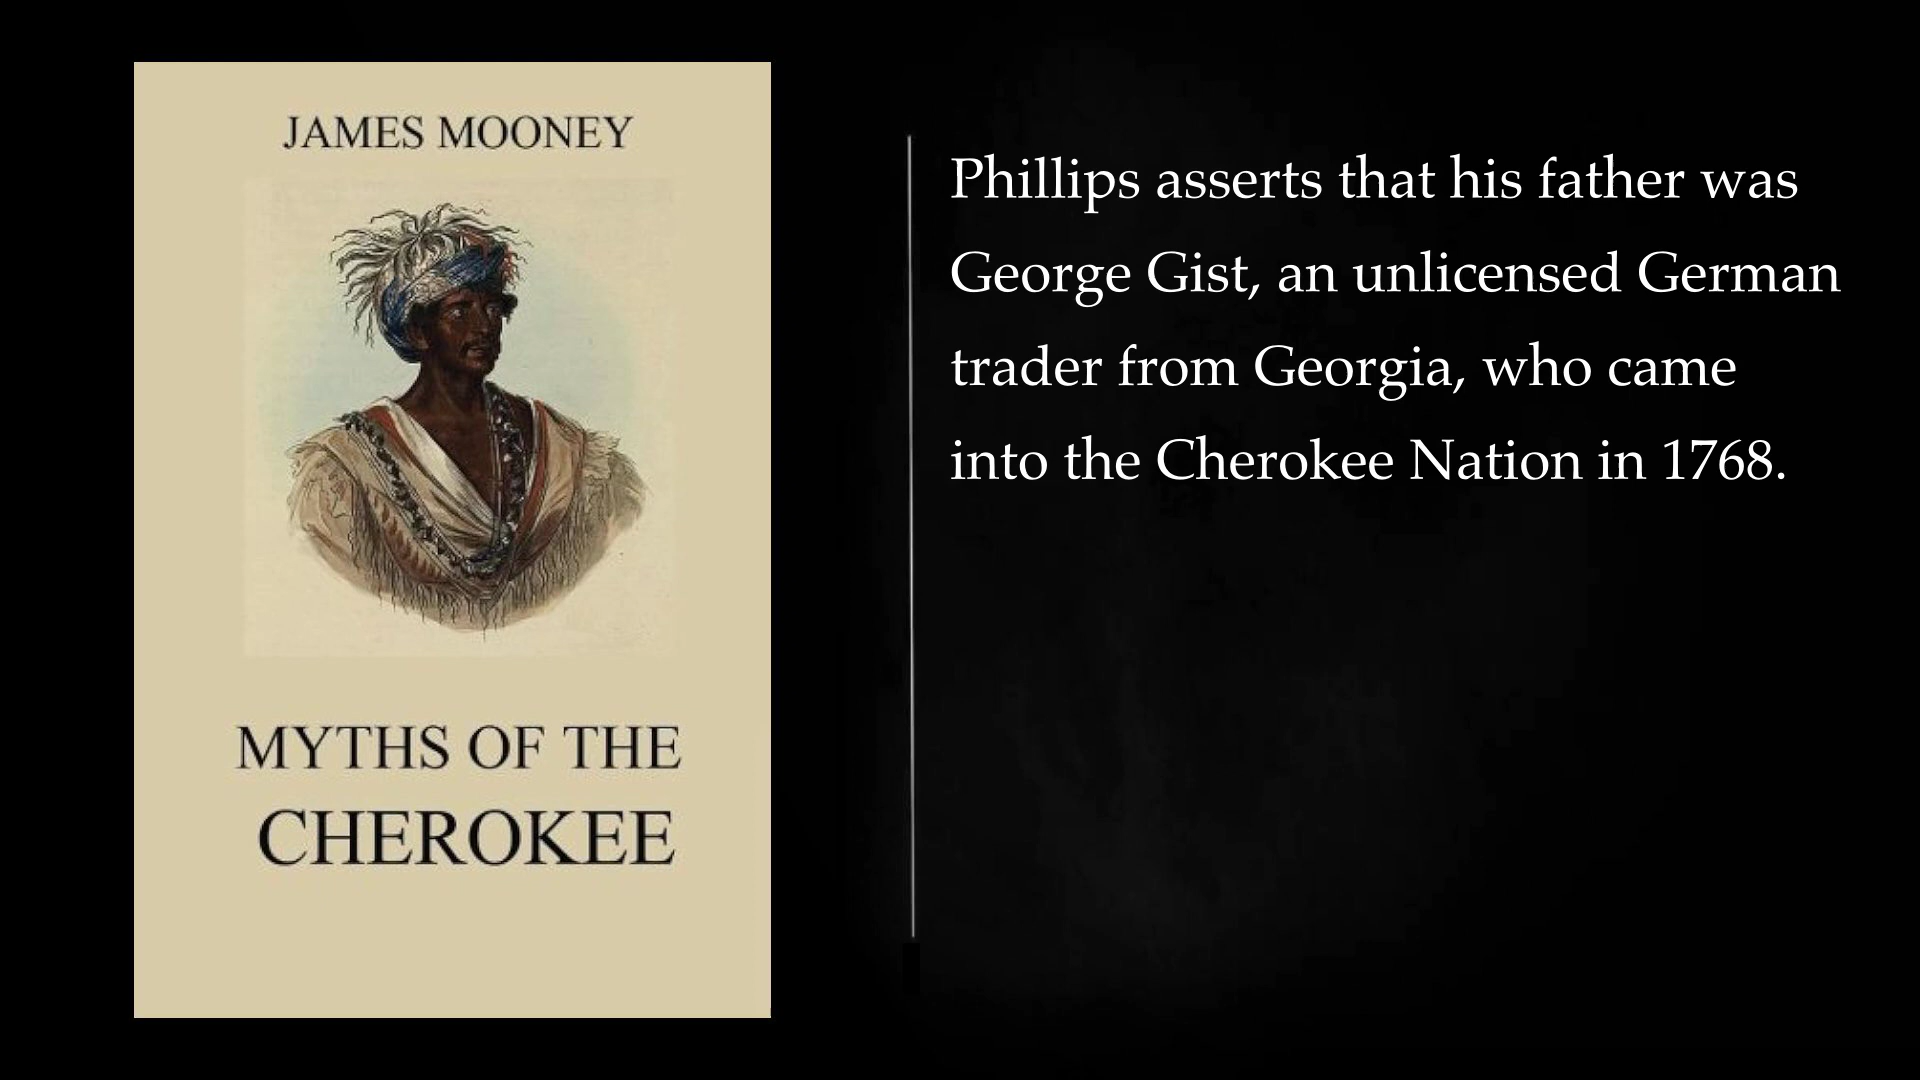 JAMES MOONEY
MYTHS OF THE
CHEROKEE
Phillips asserts that his father was
George Gist, an unlicensed German
trader from Georgia, who came
into the Cherokee Nation in 1768.